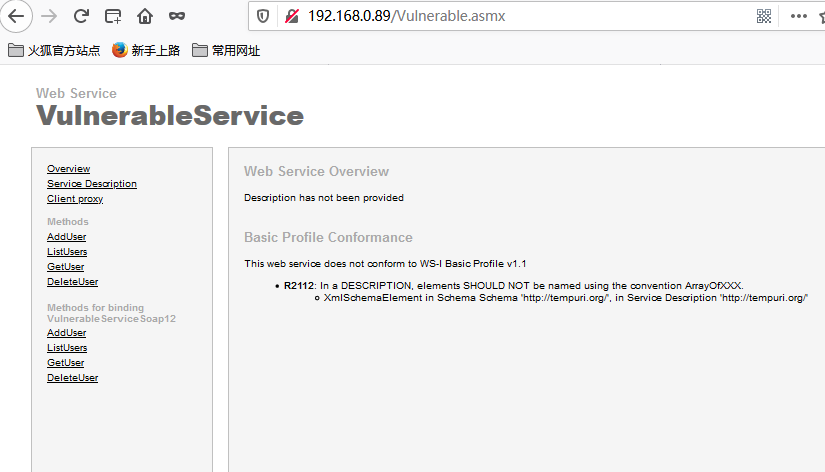 192.168.0.89/Vulnerable.asmx
火狐官方站点 新手上路 常用网址
Web Service
VulnerableService
Overview
Service Description
Client proxy
Methods
AddUser
ListUsers
GetUser
DeleteUser
Methods for binding
VulnerableServiceSoap12
AddUser
ListUsers
GetUser
DeleteUser
Web Service Overview
Description has not been provided
Basic Profile Conformance
This web service does not conform to WS-I Basic Profile v1.1
R2112: In a DESCRIPTION, elements SHOULD NOT be named using the convention ArrayOfXXX.
XmlSchemaElement in Schema Schema 'http://tempuri.org/', in Service Description 'http://tempuri.org/'